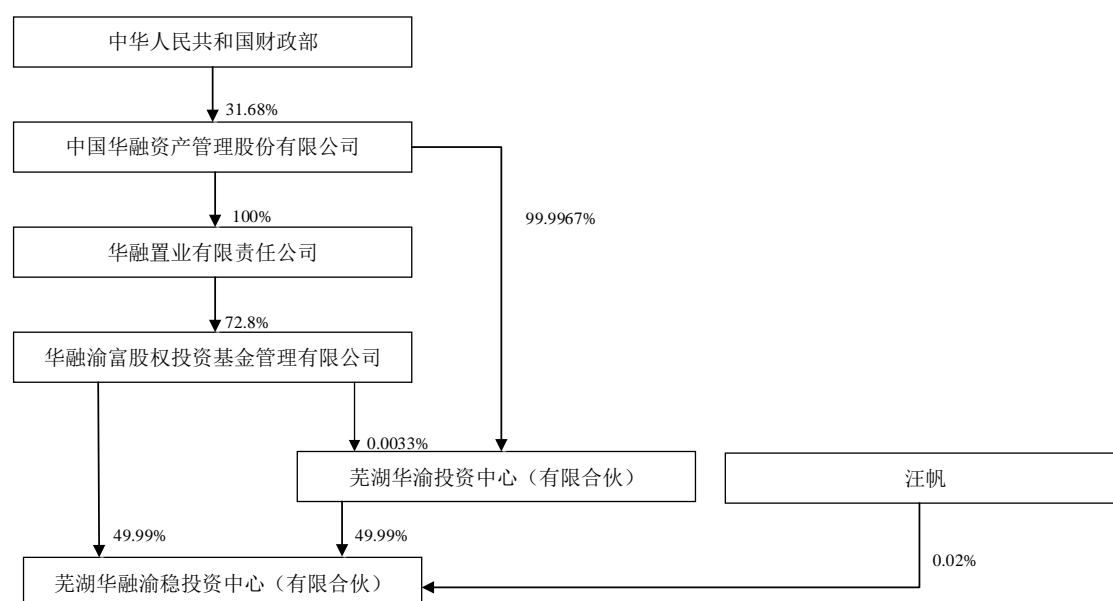 中华人民共和国财政部
31.68%
中国华融资产管理股份有限公司
99.9967%
100%
华融置业有限责任公司
72.8%
华融渝富股权投资基金管理有限公司
0.0033%
芜湖华渝投资中心（有限合伙）
汪帆
49.99%
49.99%
0.02%
芜湖华融渝稳投资中心（有限合伙）